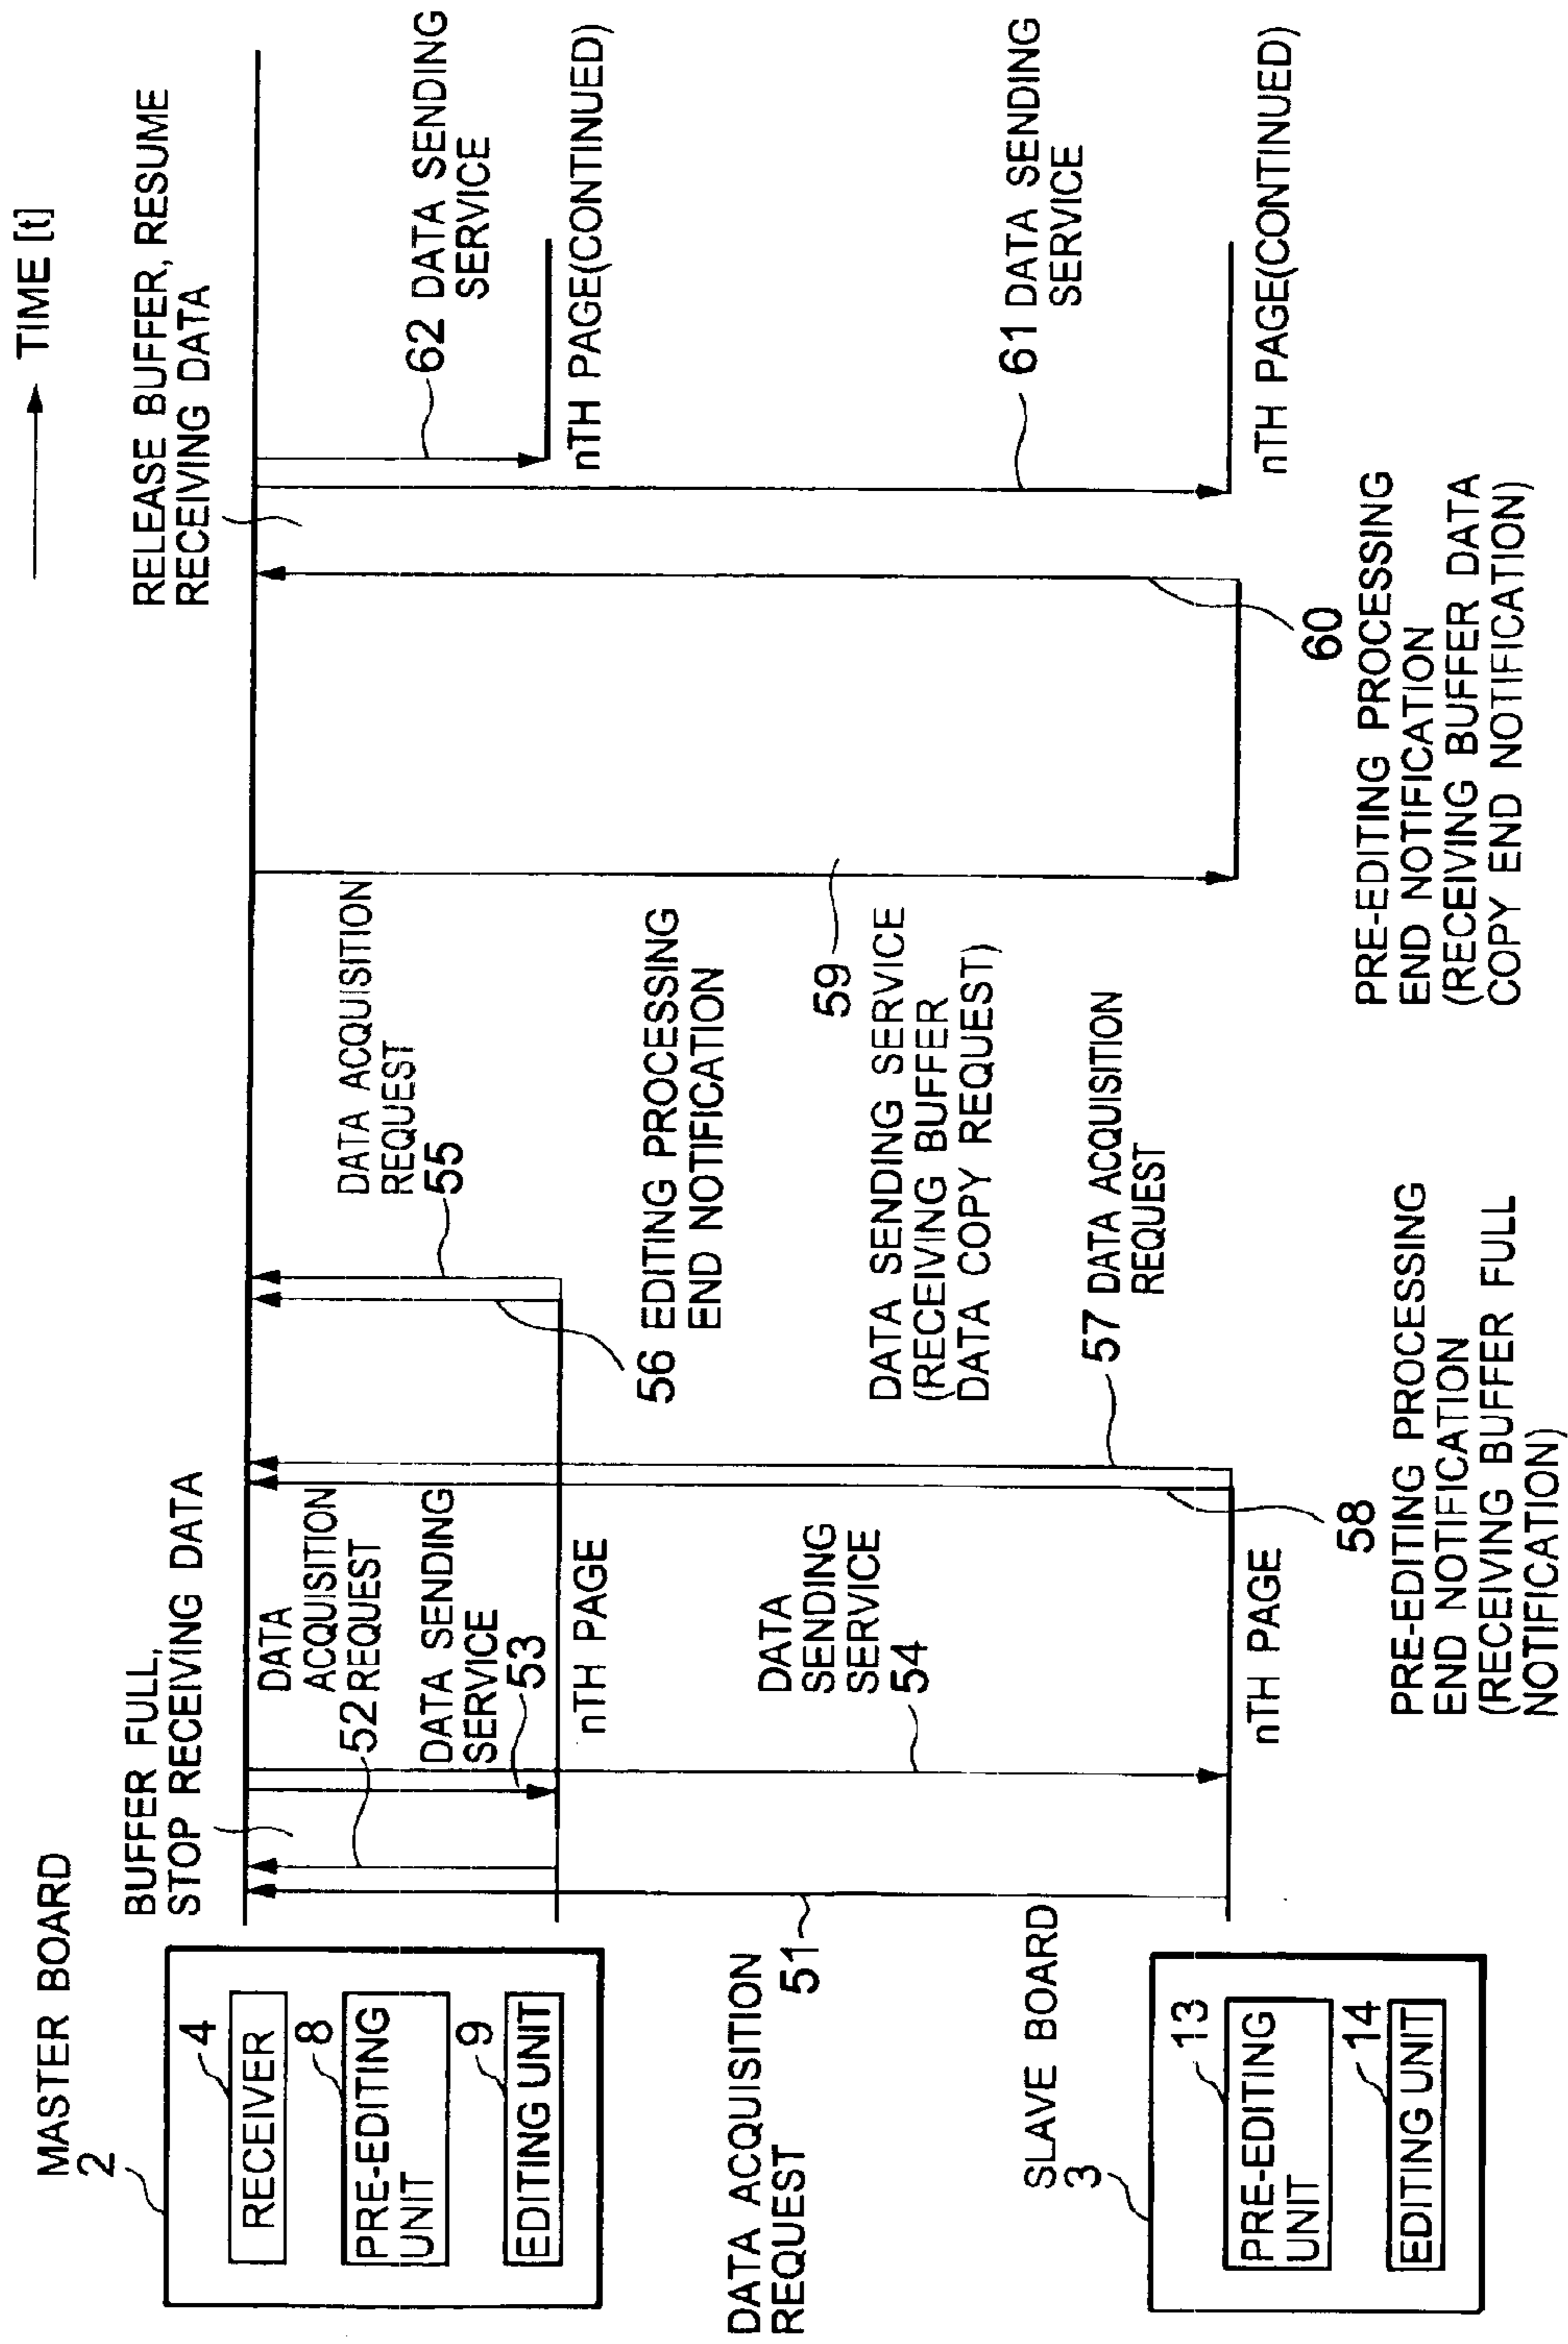 TIME [t]
MASTER BOARD
2
4
RECEIVER
8
PRE-EDITING
UNIT
9
EDITING UNIT
BUFFER FULL,
STOP RECEIVING DATA
RELEASE BUFFER, RESUME
RECEIVING DATA
DATA
ACQUISITION
52 REQUEST
DATA SENDING
SERVICE
53
nTH PAGE
DATA ACQUISITION
REQUEST
55
56 EDITING PROCESSING
END NOTIFICATION
62 DATA SENDING
SERVICE
nTH PAGE(CONTINUED)
DATA ACQUISITION
REQUEST
51
DATA
SENDING
SERVICE
54
59
DATA SENDING SERVICE
(RECEIVING BUFFER
DATA COPY REQUEST)
61 DATA SENDING
SERVICE
57 DATA ACQUISITION
REQUEST
SLAVE BOARD
3
13
PRE-EDITING
UNIT
14
EDITING UNIT
nTH PAGE
58
PRE-EDITING PROCESSING
END NOTIFICATION
(RECEIVING BUFFER FULL
NOTIFICATION)
60
PRE-EDITING PROCESSING
END NOTIFICATION
(RECEIVING BUFFER DATA
COPY END NOTIFICATION)
nTH PAGE(CONTINUED)